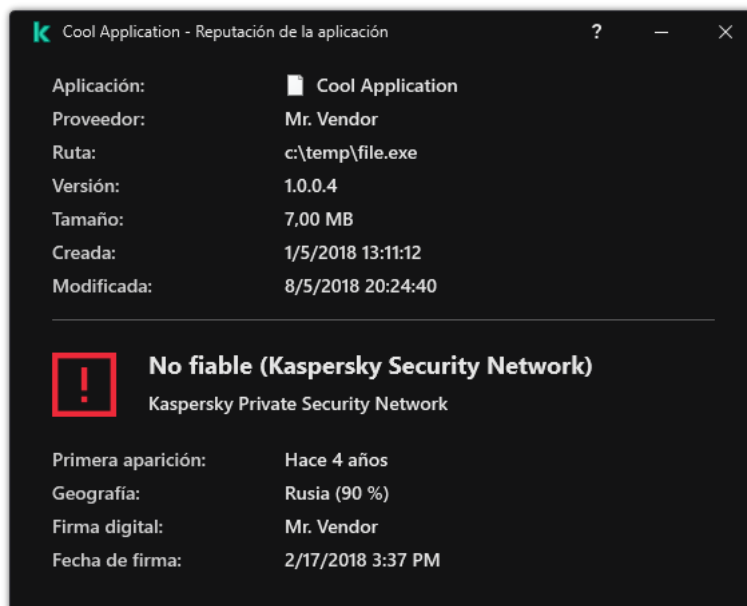 Cool Application - Reputación de la aplicación ?
Aplicación: Cool Application
Proveedor: Mr. Vendor
Ruta: c:\temp\file.exe
Versión: 1.0.0.4
Tamaño: 7,00 MB
Creada: 1/5/2018 13:11:12
Modificada: 8/5/2018 20:24:40
No fiable (Kaspersky Security Network)
Kaspersky Private Security Network
Primera aparición: Hace 4 años
Geografía: Rusia (90 %)
Firma digital: Mr. Vendor
Fecha de firma: 2/17/2018 3:37 PM